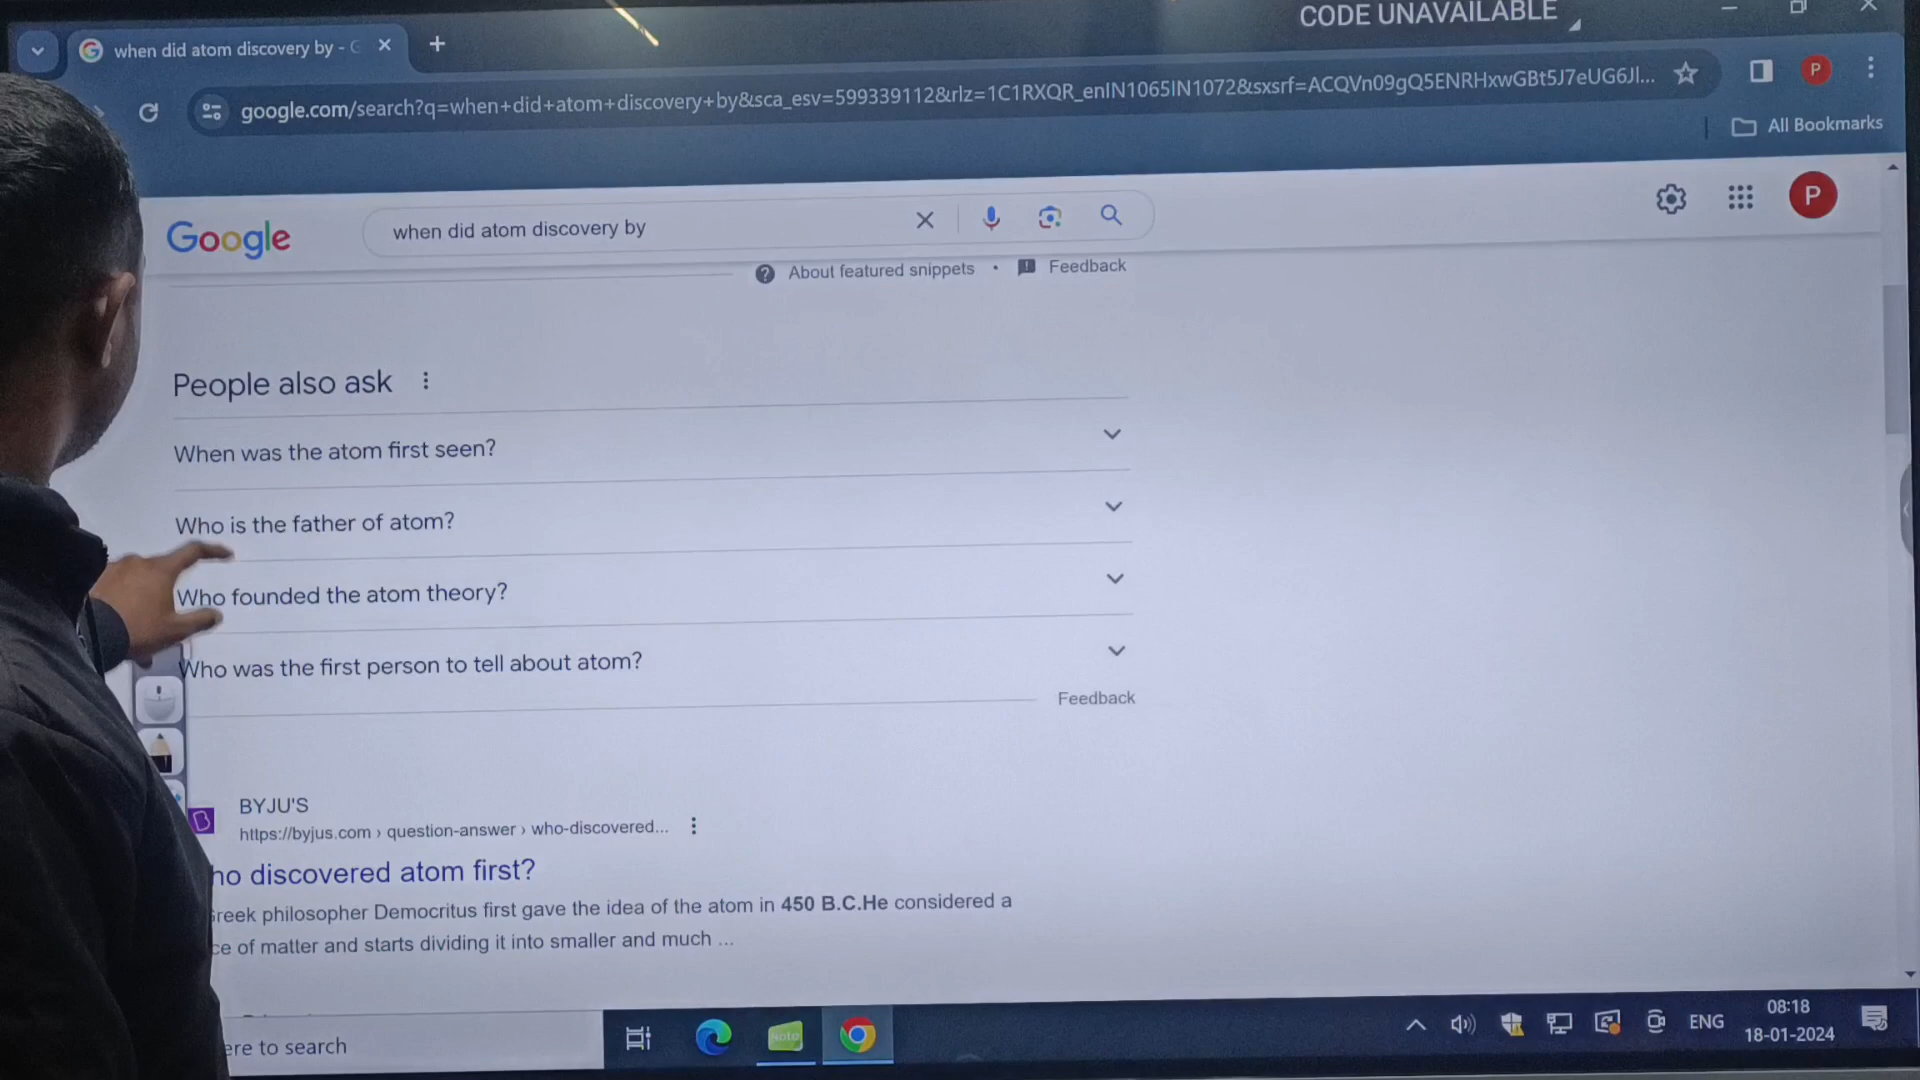 CODE UNAVAILABLE
when did atom discovery by - G
google.com/search?q=when+did+atom+discovery+by&sca_esv=599339112&rlz=1C1RXQR_enIN1065IN1072&sxsrf=ACQVn09gQ5ENRHxwGBt5J7eUG6Jl...
P
All Bookmarks
Google
when did atom discovery by
P
About featured snippets • Feedback
People also ask
When was the atom first seen?
Who is the father of atom?
Who founded the atom theory?
Who was the first person to tell about atom?
Feedback
BYJU'S
https://byjus.com › question-answer › who-discovered...
ho discovered atom first?
Greek philosopher Democritus first gave the idea of the atom in 450 B.C.He considered a
ce of matter and starts dividing it into smaller and much ...
ere to search
Note
ENG
08:18
18-01-2024